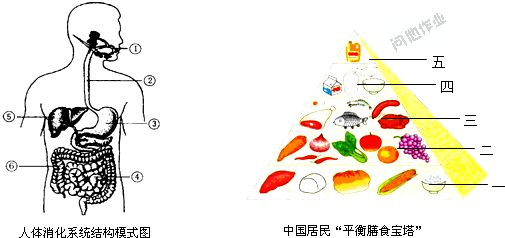 问他作业
①
②
③
④
⑤
⑥
五
四
三
二
一
人体消化系统结构模式图
中国居民“平衡膳食宝塔”